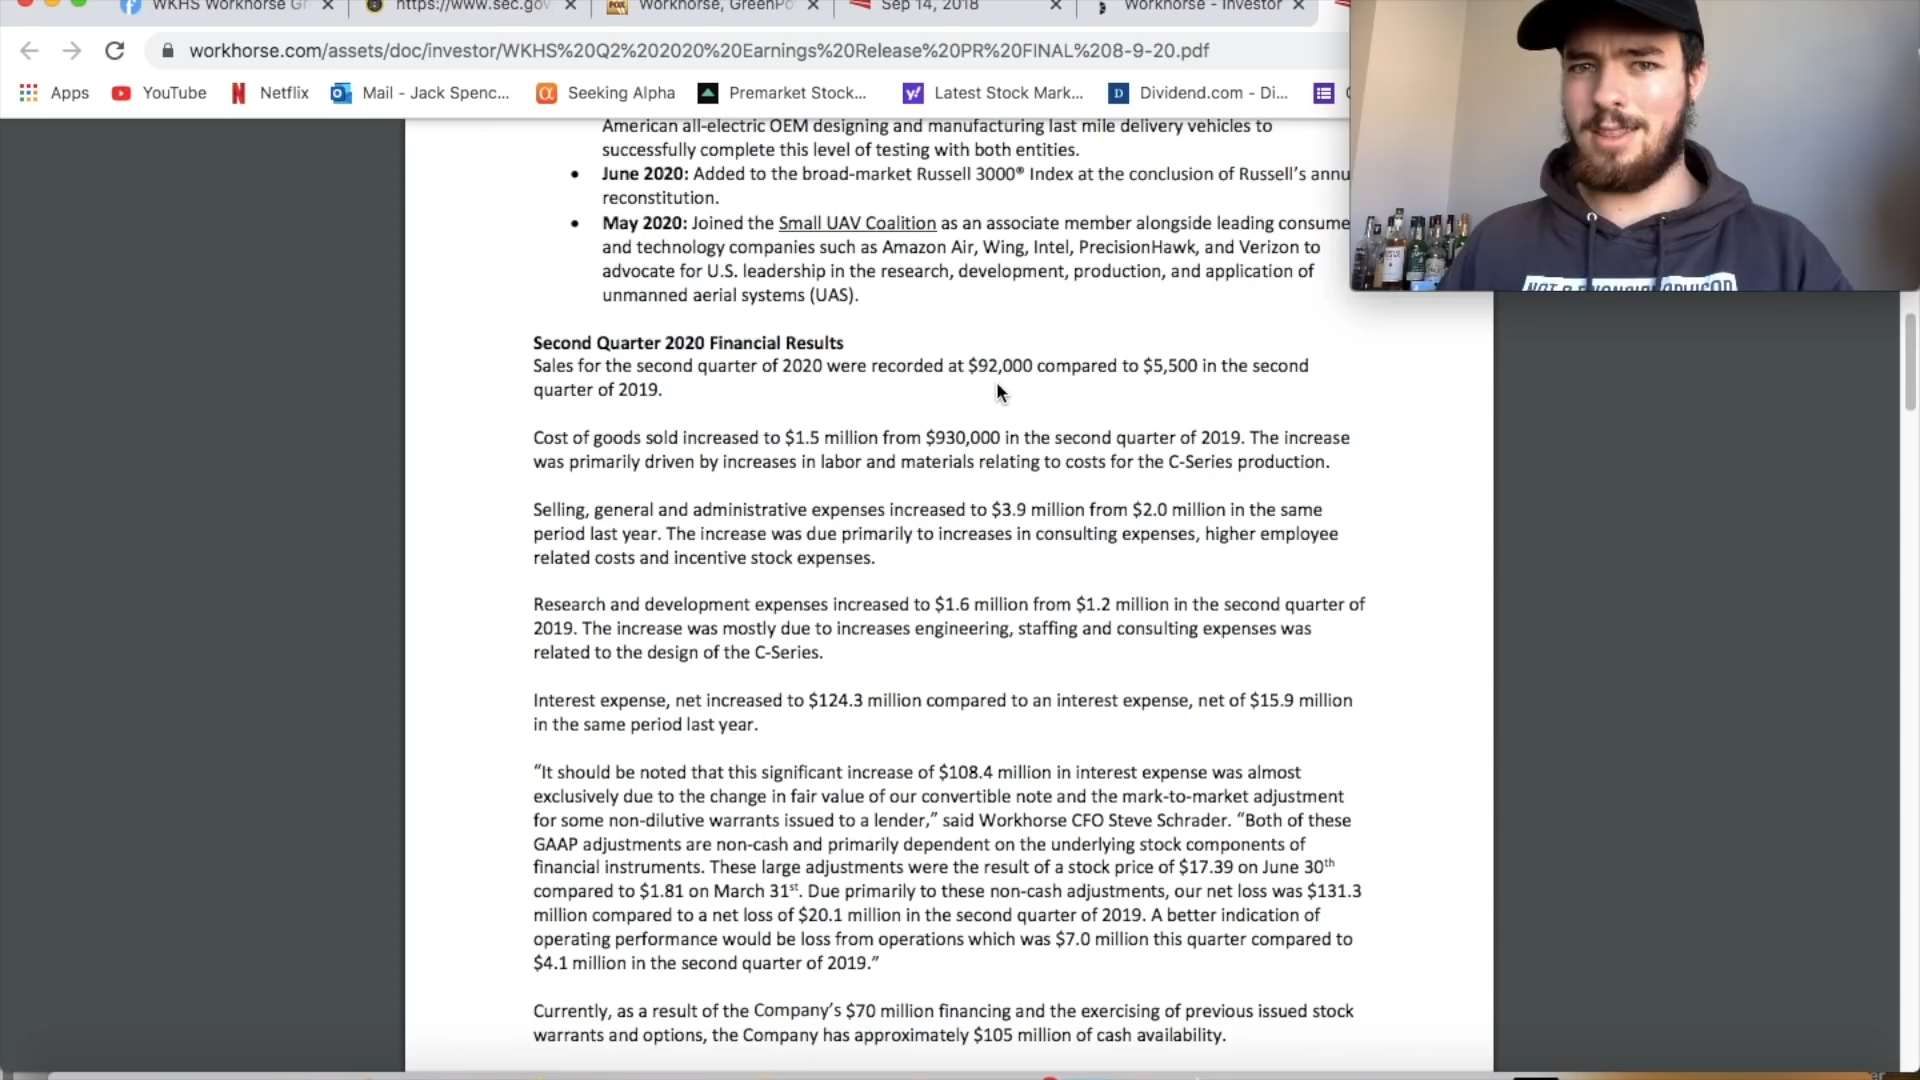 WKHS Workhorse Gr
https://www.sec.gov
Workhorse, GreenPo
Sep 14, 2018
Workhorse - Investor
workhorse.com/assets/doc/investor/WKHS%20Q2%202020%20Earnings%20Release%20PR%20FINAL%208-9-20.pdf
Apps YouTube Netflix Mail - Jack Spenc... Seeking Alpha Premarket Stock... Latest Stock Mark... Dividend.com - Di...
American all-electric OEM designing and manufacturing last mile delivery vehicles to
successfully complete this level of testing with both entities.
• June 2020: Added to the broad-market Russell 3000® Index at the conclusion of Russell’s annu
reconstitution.
• May 2020: Joined the Small UAV Coalition as an associate member alongside leading consume
and technology companies such as Amazon Air, Wing, Intel, PrecisionHawk, and Verizon to
advocate for U.S. leadership in the research, development, production, and application of
unmanned aerial systems (UAS).
Second Quarter 2020 Financial Results
Sales for the second quarter of 2020 were recorded at $92,000 compared to $5,500 in the second
quarter of 2019.
Cost of goods sold increased to $1.5 million from $930,000 in the second quarter of 2019. The increase
was primarily driven by increases in labor and materials relating to costs for the C-Series production.
Selling, general and administrative expenses increased to $3.9 million from $2.0 million in the same
period last year. The increase was due primarily to increases in consulting expenses, higher employee
related costs and incentive stock expenses.
Research and development expenses increased to $1.6 million from $1.2 million in the second quarter of
2019. The increase was mostly due to increases engineering, staffing and consulting expenses was
related to the design of the C-Series.
Interest expense, net increased to $124.3 million compared to an interest expense, net of $15.9 million
in the same period last year.
“It should be noted that this significant increase of $108.4 million in interest expense was almost
exclusively due to the change in fair value of our convertible note and the mark-to-market adjustment
for some non-dilutive warrants issued to a lender,” said Workhorse CFO Steve Schrader. “Both of these
GAAP adjustments are non-cash and primarily dependent on the underlying stock components of
financial instruments. These large adjustments were the result of a stock price of $17.39 on June 30th
compared to $1.81 on March 31st. Due primarily to these non-cash adjustments, our net loss was $131.3
million compared to a net loss of $20.1 million in the second quarter of 2019. A better indication of
operating performance would be loss from operations which was $7.0 million this quarter compared to
$4.1 million in the second quarter of 2019.”
Currently, as a result of the Company’s $70 million financing and the exercising of previous issued stock
warrants and options, the Company has approximately $105 million of cash availability.